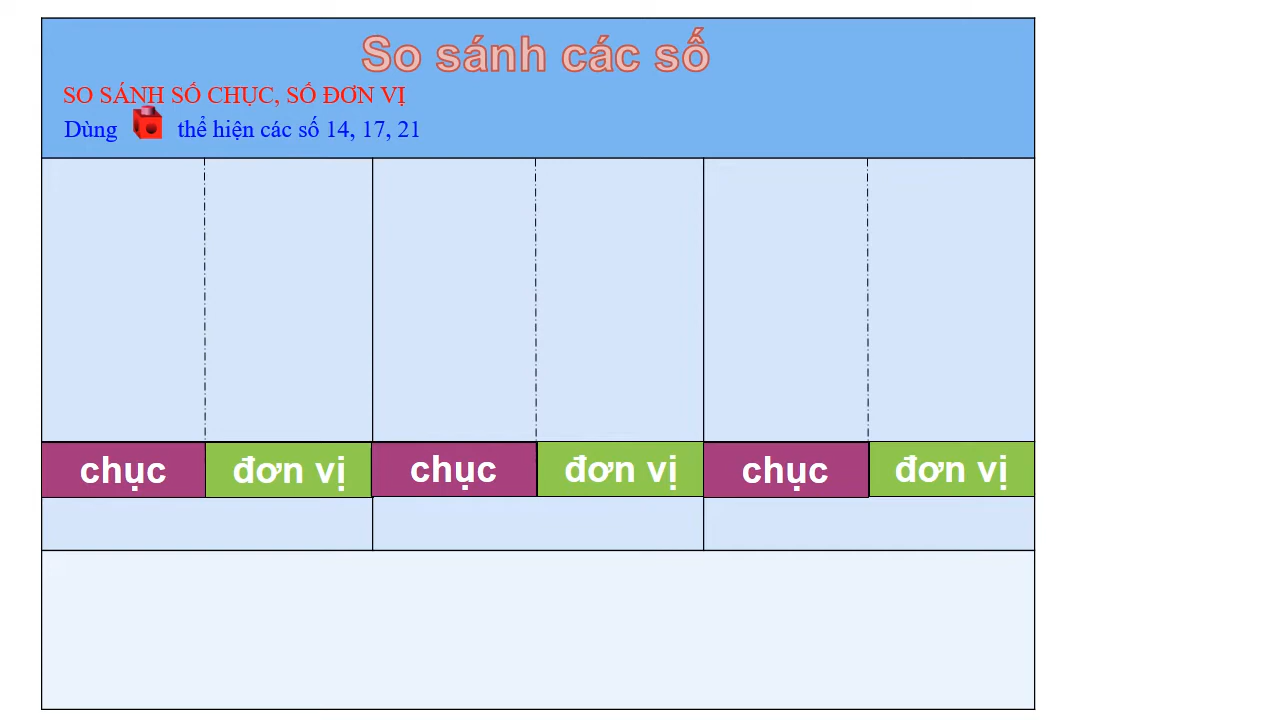 So sánh các số
SO SÁNH SỐ CHỤC, SỐ ĐƠN VỊ
Dùng thể hiện các số 14, 17, 21
chục đơn vị chục đơn vị chục đơn vị